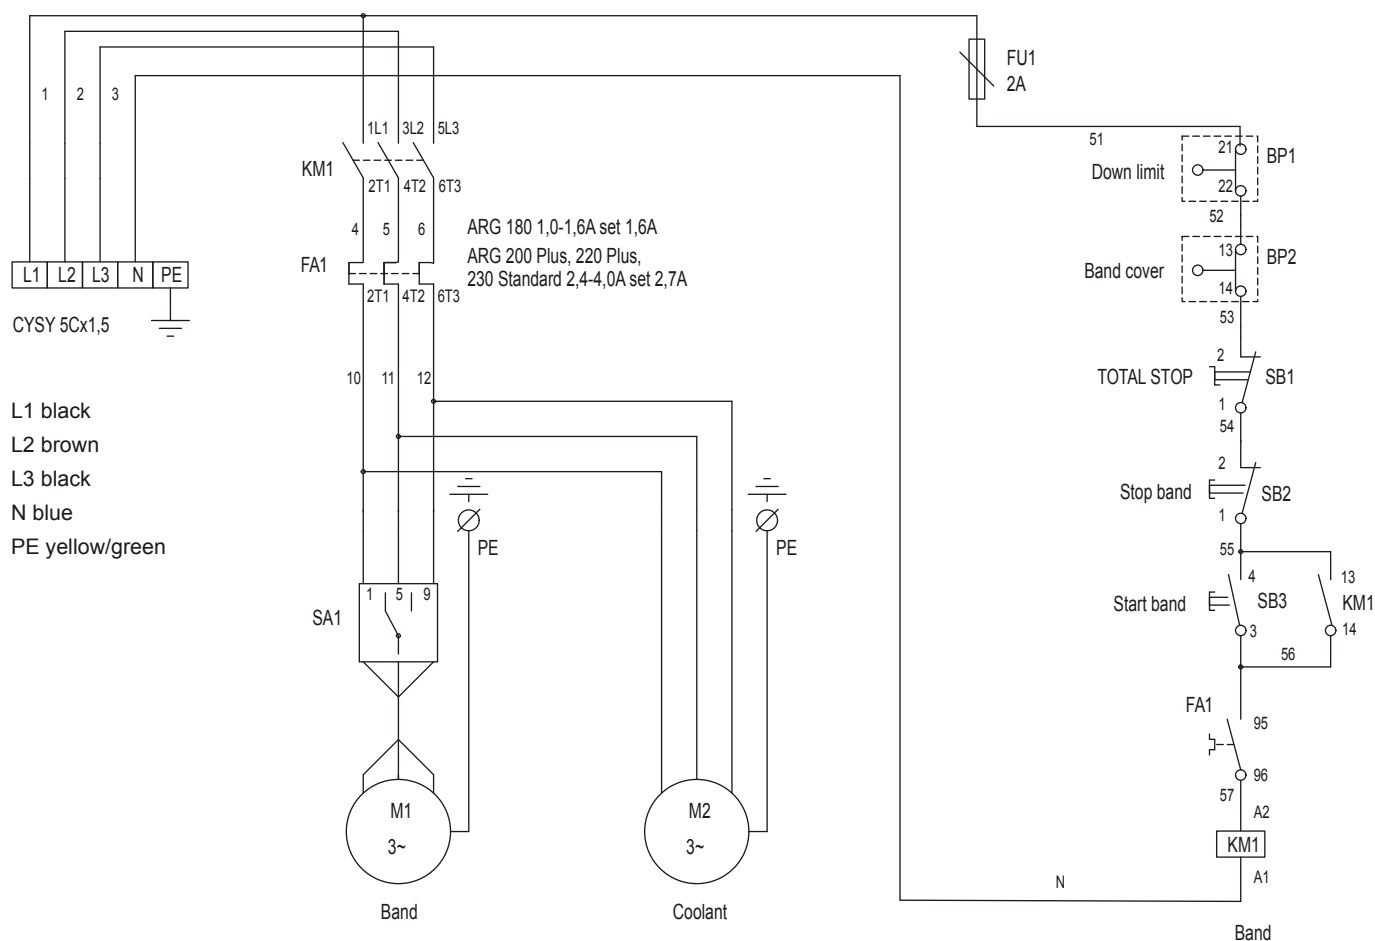 1 2 3
1L1 3L2 5L3
KM1
2T1 4T2 6T3
4 5 6
ARG 180 1,0-1,6A set 1,6A
ARG 200 Plus, 220 Plus,
230 Standard 2,4-4,0A set 2,7A
FA1
2T1 4T2 6T3
L1 L2 L3 N PE
CYSY 5Cx1,5
10 11 12
L1 black
L2 brown
L3 black
N blue
PE yellow/green
PE
PE
SA1
1 5 9
M1
3~
Band
M2
3~
Coolant
FU1
2A
51
21
Down limit
BP1
22
52
13
Band cover
BP2
14
53
2
TOTAL STOP
SB1
1
54
2
Stop band
SB2
1
55
4
13
Start band
SB3
KM1
3
14
56
FA1
95
96
57
A2
KM1
A1
N
Band